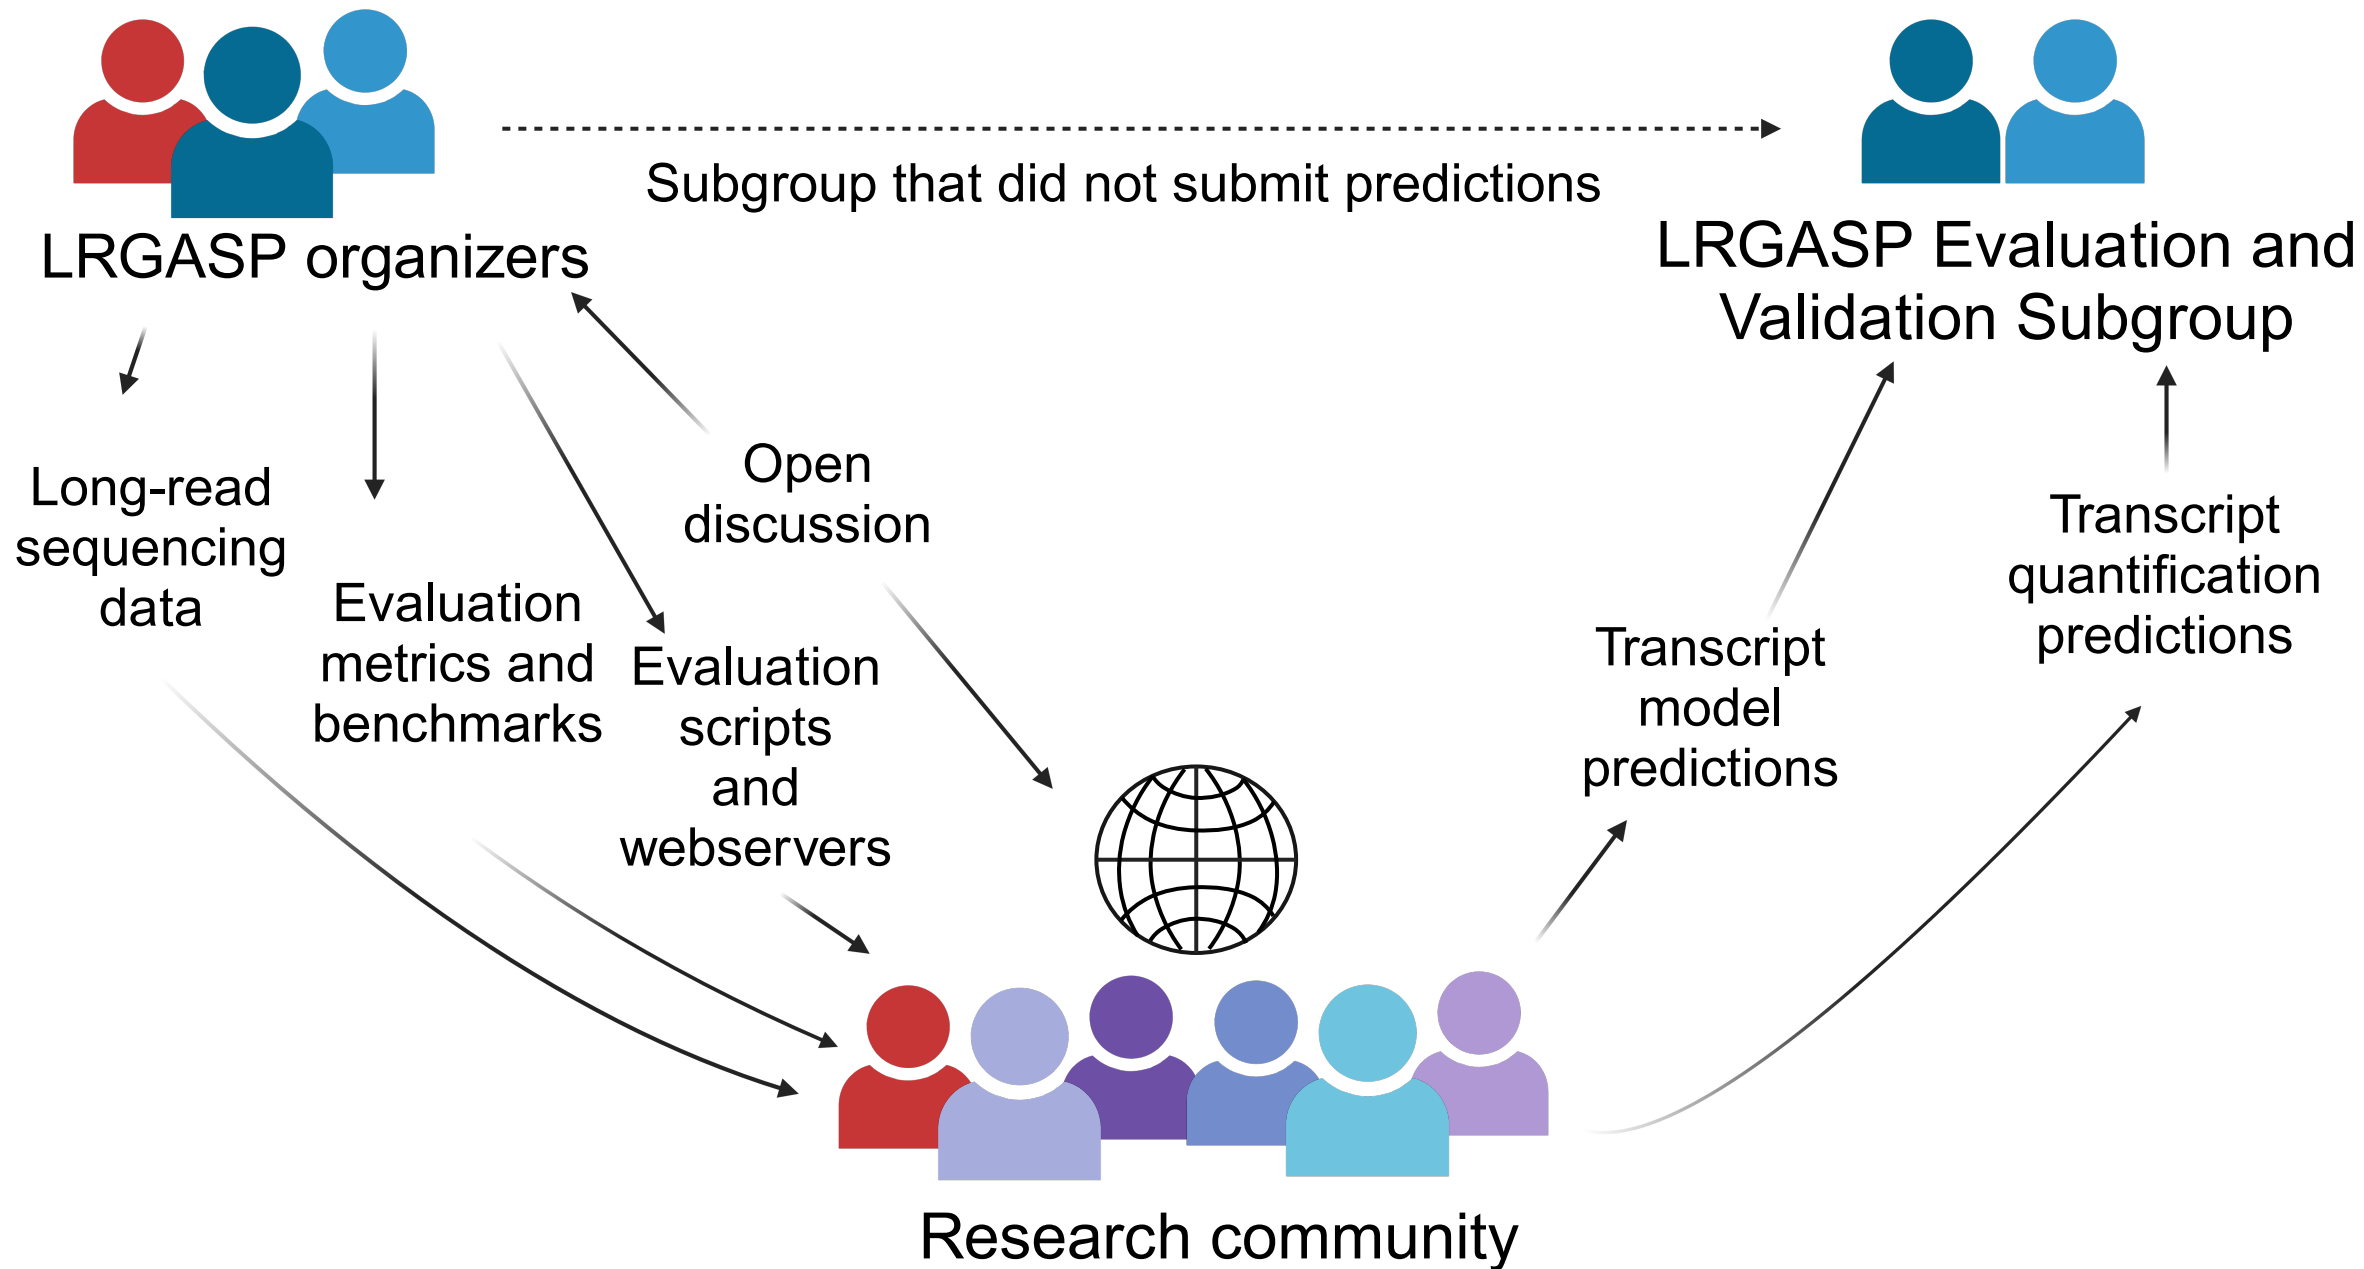 Subgroup that did not submit predictions
LRGASP organizers
LRGASP Evaluation and
Validation Subgroup
Long-read
sequencing
data
Evaluation
metrics and
benchmarks
Evaluation
scripts
and
webservers
Open
discussion
Transcript
model
predictions
Transcript
quantification
predictions
Research community